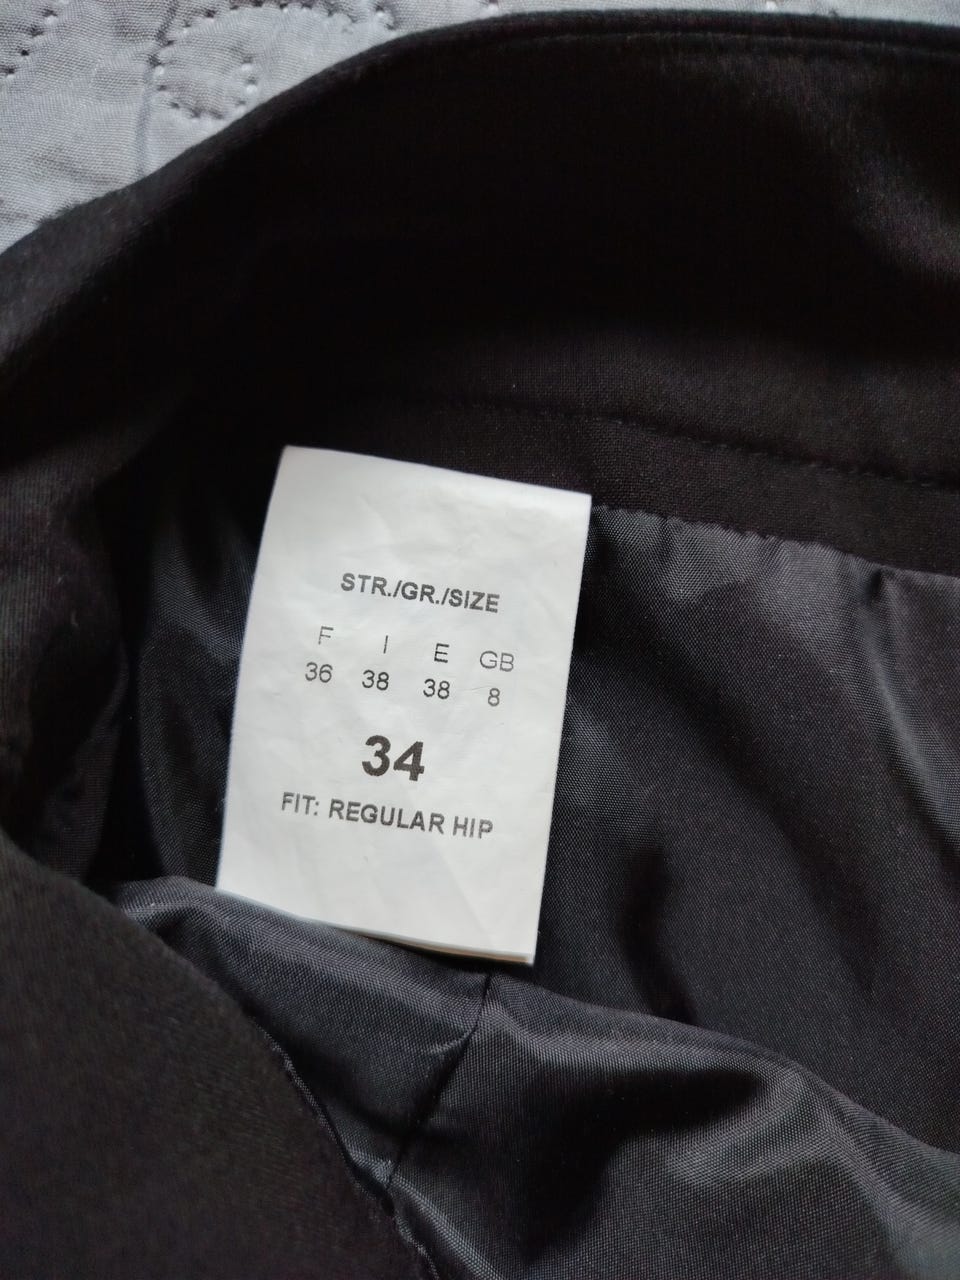 STR./GR./SIZE
F I E GB
36 38 38 8
34
FIT: REGULAR HIP